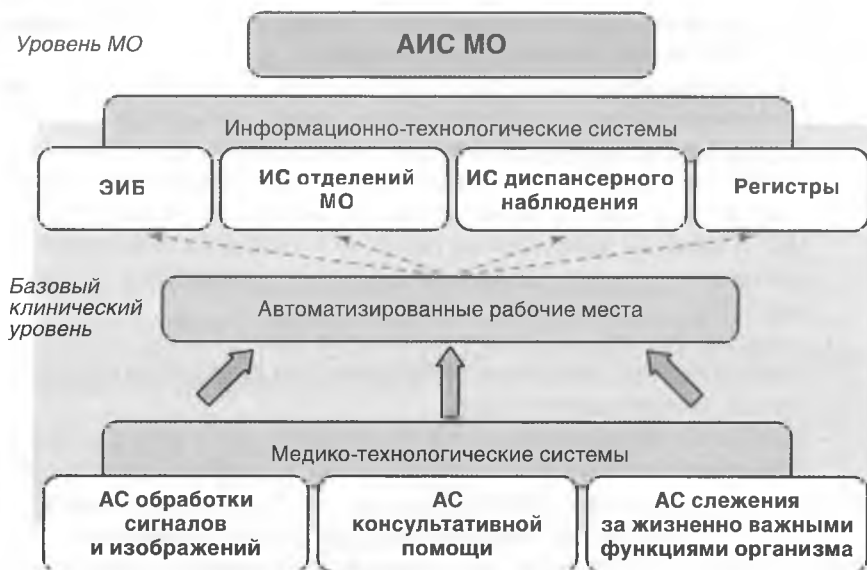 Уровень МО
АИС МО
Информационно-технологические системы
ЭИБ
ИС отделений
МО
ИС диспансерного
наблюдения
Регистры
Базовый
клинический
уровень
Автоматизированные рабочие места
Медико-технологические системы
АС обработки
сигналов
и изображений
АС
консультативной
помощи
АС слежения
за жизненно важными
функциями организма